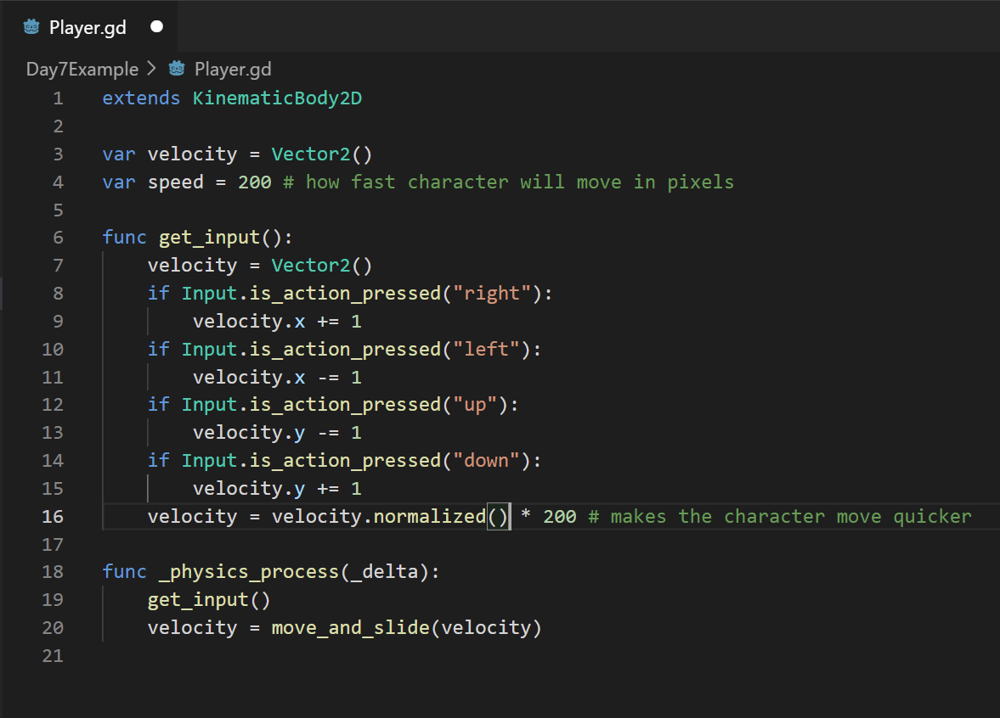 Player.gd
Day7Example > Player.gd
1 extends KinematicBody2D
2
3 var velocity = Vector2()
4 var speed = 200 # how fast character will move in pixels
5
6 func get_input():
7     velocity = Vector2()
8     if Input.is_action_pressed("right"):
9         velocity.x += 1
10     if Input.is_action_pressed("left"):
11         velocity.x -= 1
12     if Input.is_action_pressed("up"):
13         velocity.y -= 1
14     if Input.is_action_pressed("down"):
15         velocity.y += 1
16     velocity = velocity.normalized() * 200 # makes the character move quicker
17
18 func _physics_process(_delta):
19     get_input()
20     velocity = move_and_slide(velocity)
21